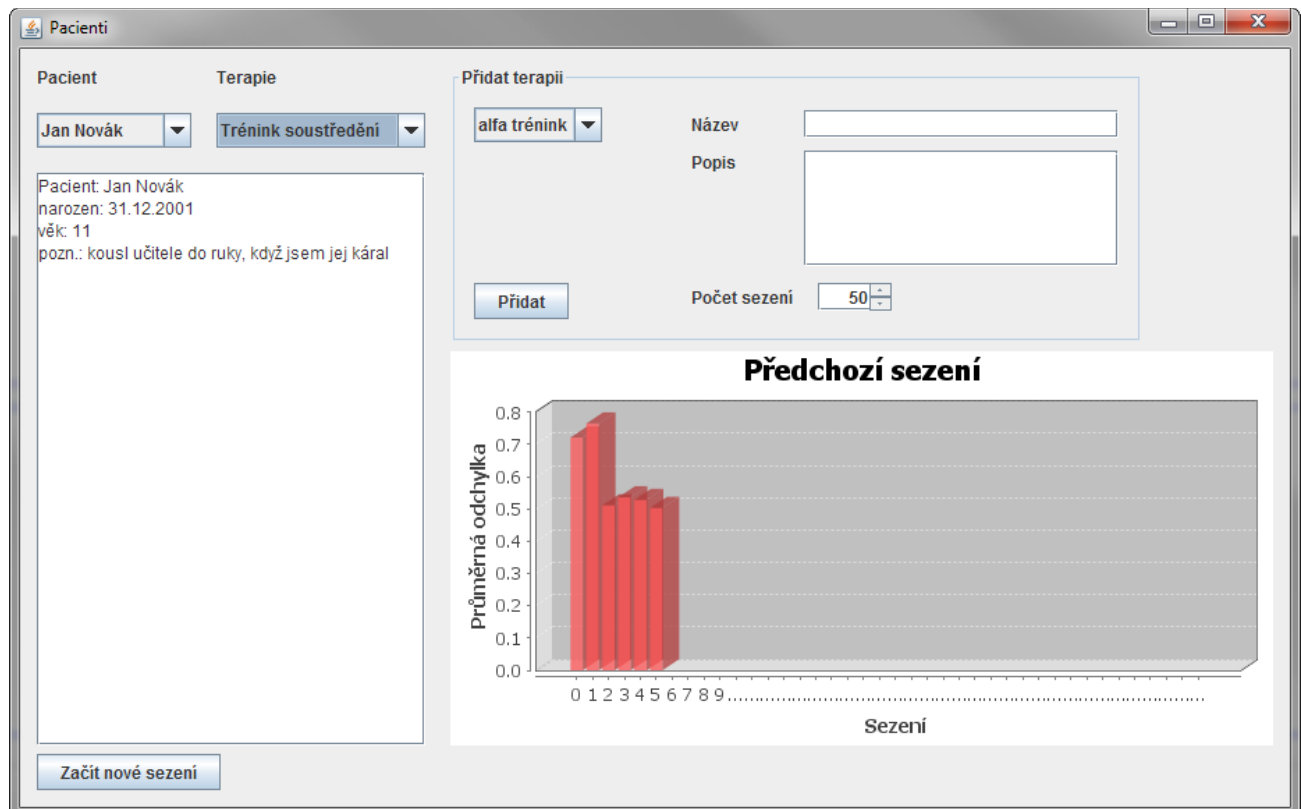 Pacienti
Pacient
Terapie
Jan Novák
Trénink soustředění
Pacient: Jan Novák
narozen: 31.12.2001
věk: 11
pozn.: kousl učitele do ruky, když jsem jej káral
Začít nové sezení
Přidat terapii
alfa trénink
Název
Popis
Přidat
Počet sezení
50
Předchozí sezení
Průměrná odchylka
0.8
0.7
0.6
0.5
0.4
0.3
0.2
0.1
0.0
0 1 2 3 4 5 6 7 8 9...............................................................................................
Sezení